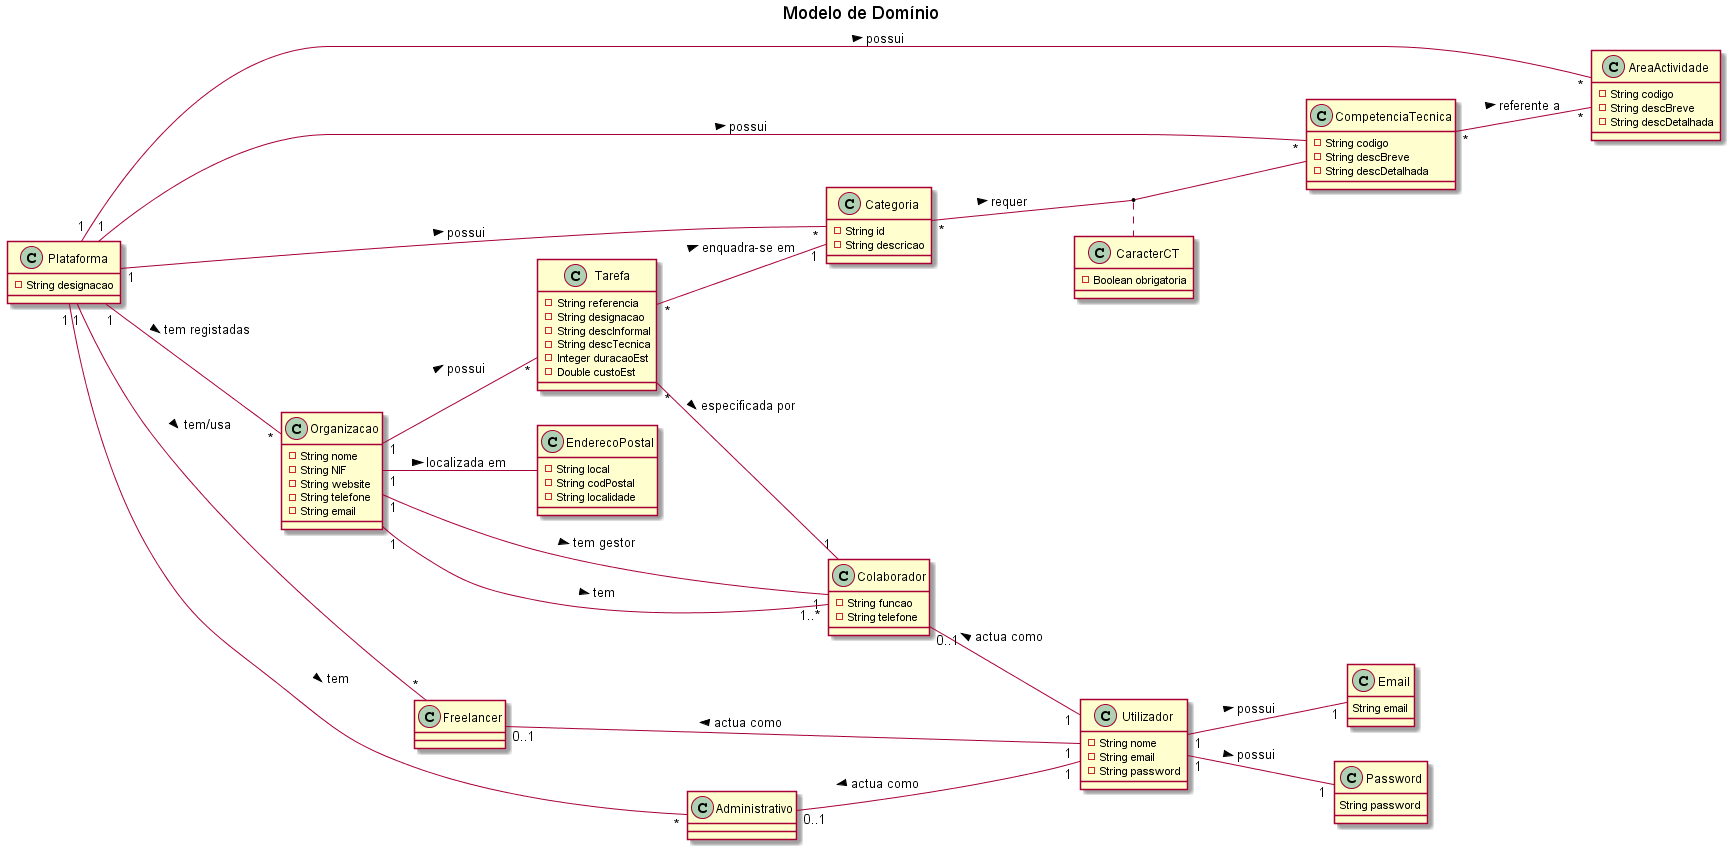 Modelo de Domínio
possui
1
*
C AreaActividade
String codigo
String descBreve
String descDetalhada
possui
1
*
C CompetenciaTecnica
String codigo
String descBreve
String descDetalhada
referente a
*
*
C Plataforma
String designacao
possui
1
*
C Categoria
String id
String descricao
requer
*
C CaracterCT
Boolean obrigatoria
enquadra-se em
*
1
C Tarefa
String referencia
String designacao
String descInformal
String descTecnica
Integer duracaoEst
Double custoEst
tem registadas
1
*
possui
1
*
especificada por
*
1
C Organizacao
String nome
String NIF
String website
String telefone
String email
localizada em
1
C EnderecoPostal
String local
String codPostal
String localidade
tem gestor
1
1
tem
1
1..*
C Colaborador
String funcao
String telefone
tem/usa
1
*
tem
1
*
C Freelancer
C Administrativo
actua como
0..1
1
actua como
0..1
1
actua como
0..1
1
C Utilizador
String nome
String email
String password
possui
1
1
C Email
String email
possui
1
1
C Password
String password